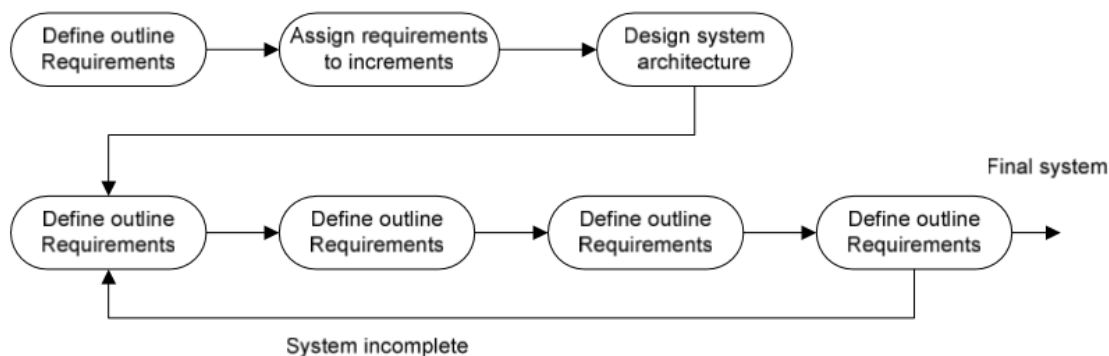 Define outline
Requirements
Assign requirements
to increments
Design system
architecture
Final system
Define outline
Requirements
Define outline
Requirements
Define outline
Requirements
Define outline
Requirements
System incomplete